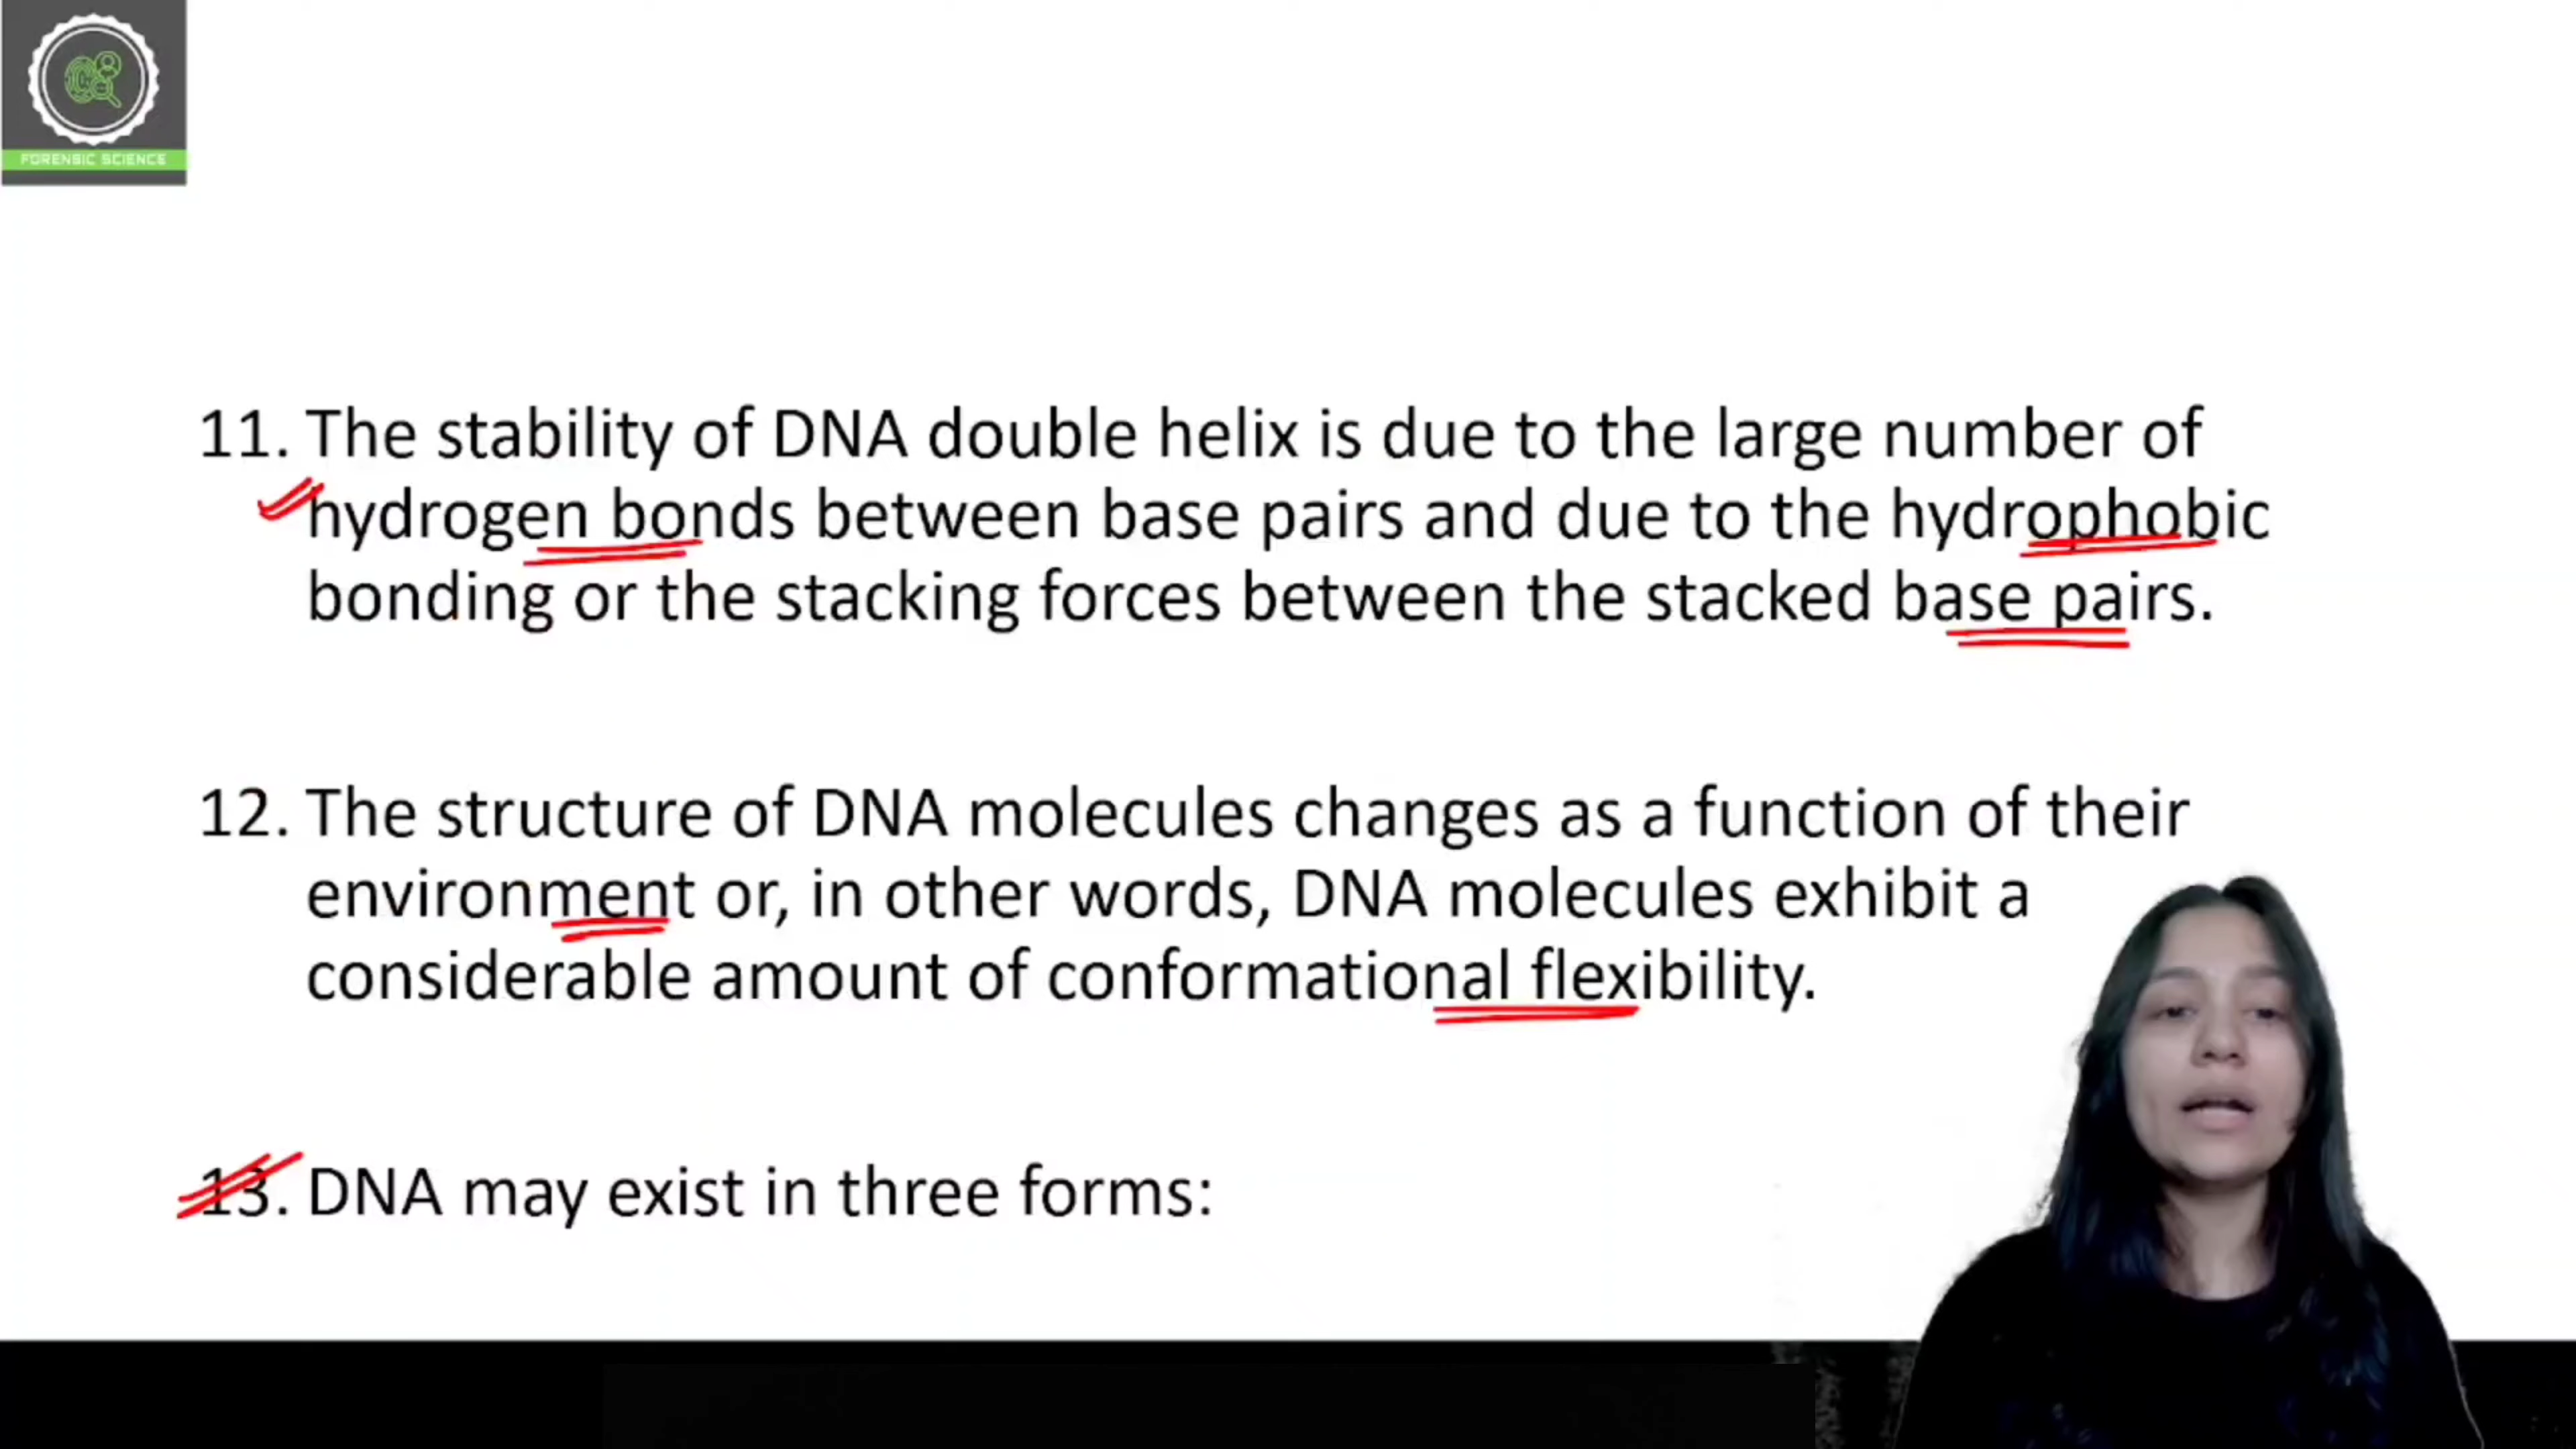 FORENSIC SCIENCE
11. The stability of DNA double helix is due to the large number of
hydrogen bonds between base pairs and due to the hydrophobic
bonding or the stacking forces between the stacked base pairs.
12. The structure of DNA molecules changes as a function of their
environment or, in other words, DNA molecules exhibit a
considerable amount of conformational flexibility.
13. DNA may exist in three forms: